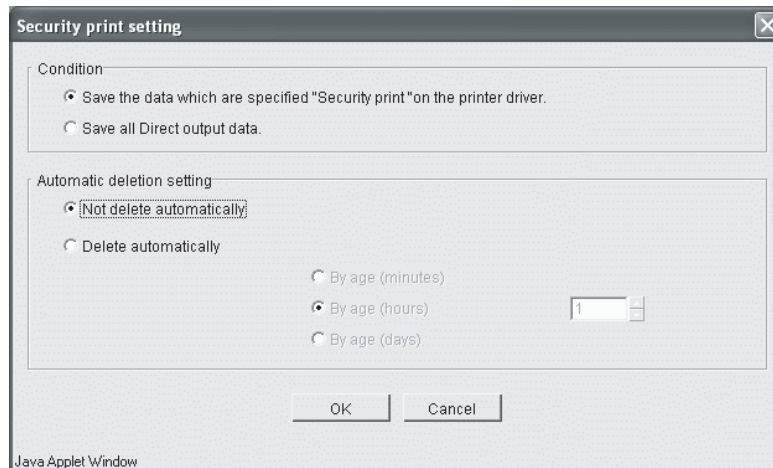 Security print setting
Condition
Save the data which are specified "Security print "on the printer driver.
Save all Direct output data.
Automatic deletion setting
Not delete automatically
Delete automatically
By age (minutes)
By age (hours)
1
By age (days)
OK
Cancel
Java Applet Window